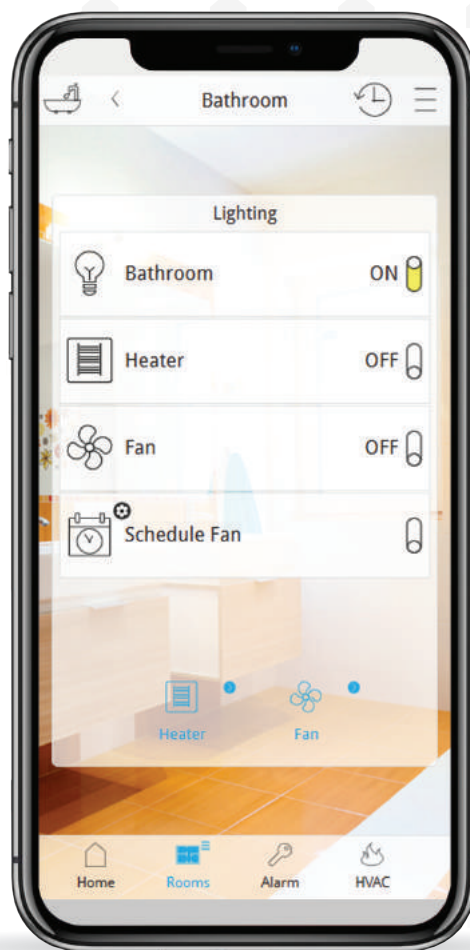 Bathroom
Lighting
Bathroom ON
Heater OFF
Fan OFF
Schedule Fan
Heater Fan
Home Rooms Alarm HVAC